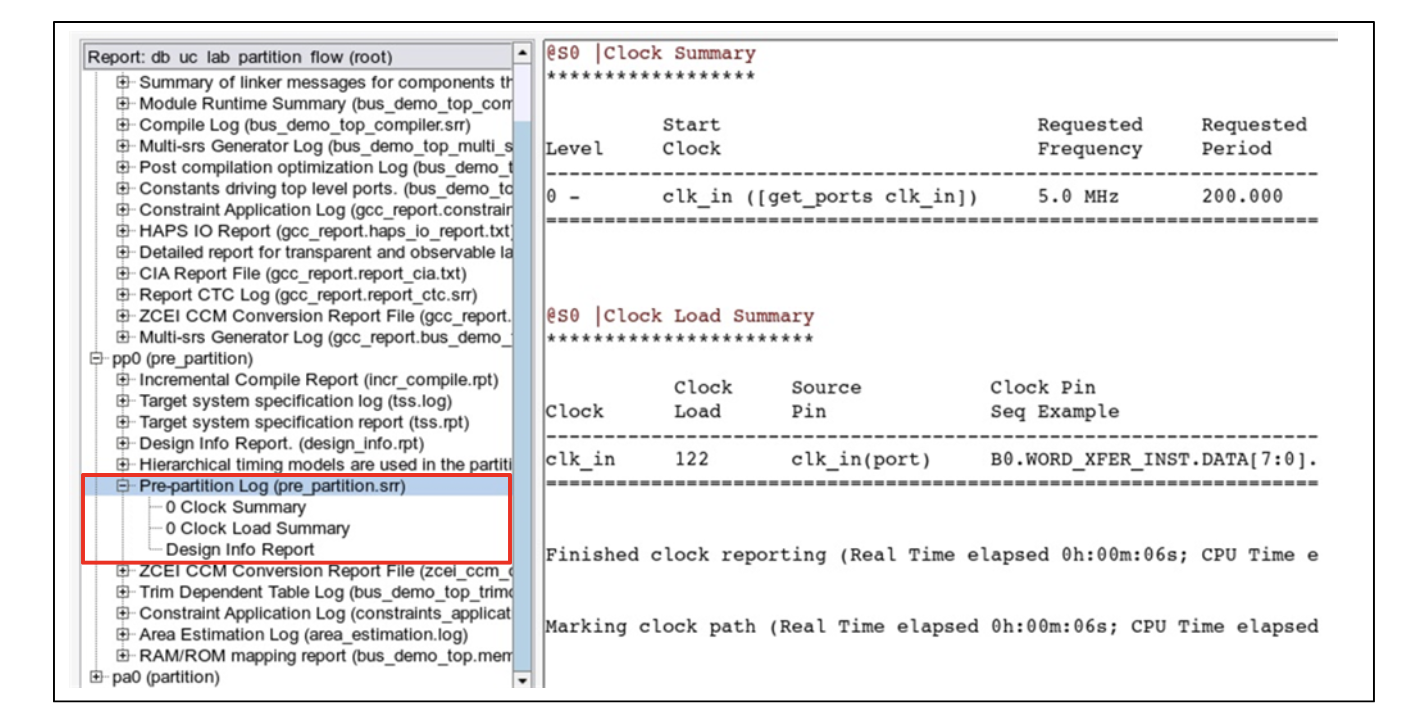 Report: db uc lab partition flow (root)
Summary of linker messages for components th
Module Runtime Summary (bus_demo_top_com
Compile Log (bus_demo_top_compiler.srr)
Multi-srs Generator Log (bus_demo_top_multi_s
Post compilation optimization Log (bus_demo_t
Constants driving top level ports. (bus_demo_to
Constraint Application Log (gcc_report.constrain
HAPS IO Report (gcc_report.haps_io_report.txt)
Detailed report for transparent and observable la
CIA Report File (gcc_report.report_cia.txt)
Report CTC Log (gcc_report.report_ctc.srr)
ZCEI CCM Conversion Report File (gcc_report.
Multi-srs Generator Log (gcc_report.bus_demo_
pp0 (pre_partition)
Incremental Compile Report (incr_compile.rpt)
Target system specification log (tss.log)
Target system specification report (tss.rpt)
Design Info Report. (design_info.rpt)
Hierarchical timing models are used in the partiti
Pre-partition Log (pre_partition.srr)
0 Clock Summary
0 Clock Load Summary
Design Info Report
ZCEI CCM Conversion Report File (zcei_ccm_c
Trim Dependent Table Log (bus_demo_top_trimd
Constraint Application Log (constraints_applicat
Area Estimation Log (area_estimation.log)
RAM/ROM mapping report (bus_demo_top.mem
pa0 (partition)
@S0 |Clock Summary
******************
Start Requested Requested
Level Clock Frequency Period
0 - clk_in ([get_ports clk_in]) 5.0 MHz 200.000
@S0 |Clock Load Summary
***********************
Clock Source Clock Pin
Clock Load Pin Seq Example
clk_in 122 clk_in(port) B0.WORD_XFER_INST.DATA[7:0].
Finished clock reporting (Real Time elapsed 0h:00m:06s; CPU Time e
Marking clock path (Real Time elapsed 0h:00m:06s; CPU Time elapsed